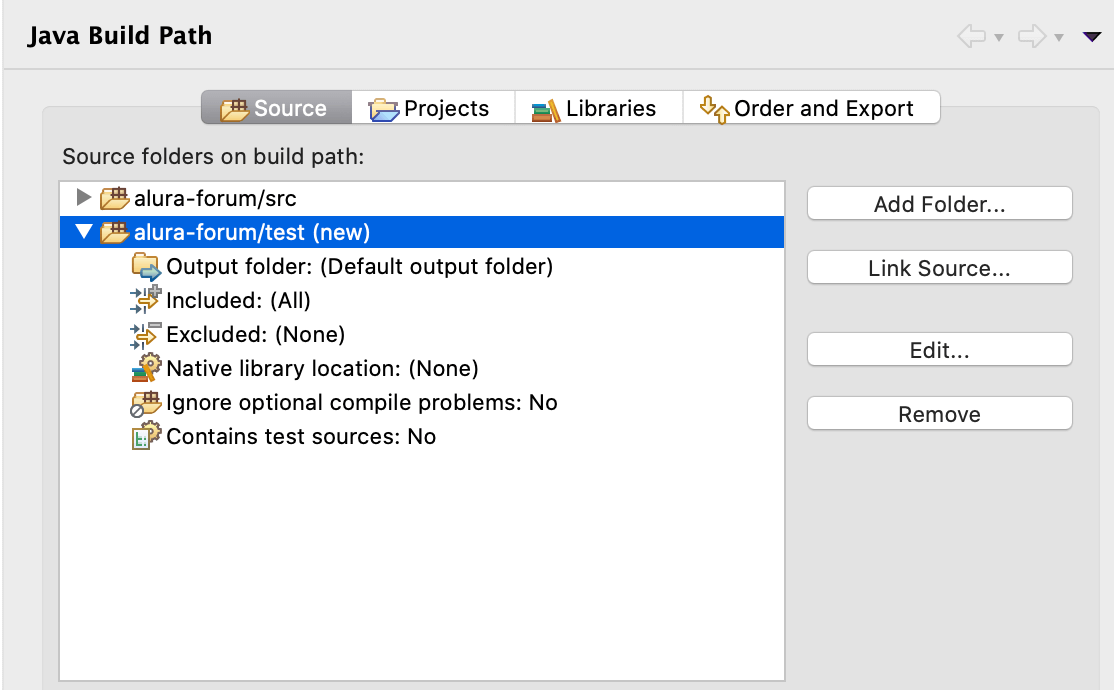 Java Build Path
Source Projects Libraries Order and Export
Source folders on build path:
alura-forum/src
alura-forum/test (new)
Output folder: (Default output folder)
Included: (All)
Excluded: (None)
Native library location: (None)
Ignore optional compile problems: No
Contains test sources: No
Add Folder...
Link Source...
Edit...
Remove